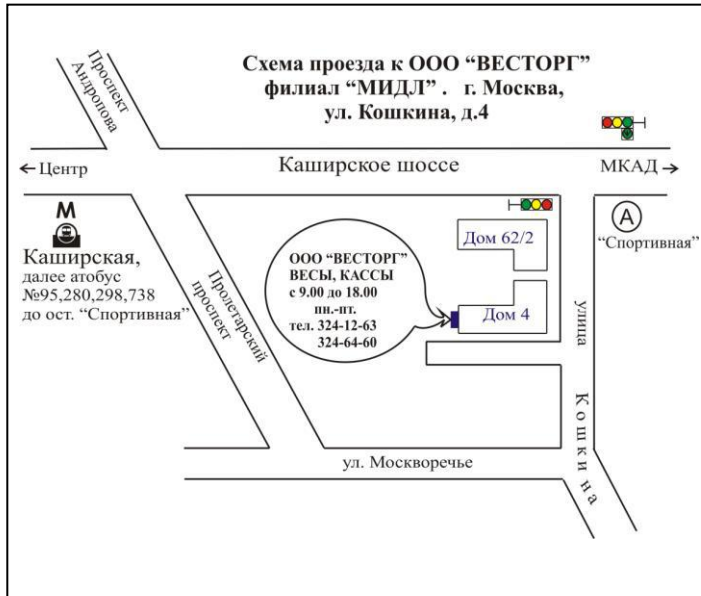 Схема проезда к ООО “ВЕСТОРГ”
филиал “МИДЛ” . г. Москва,
ул. Кошкина, д.4
Проспект
Андропова
← Центр
Каширское шоссе
МКАД →
М
Каширская,
далее атобус
№95,280,298,738
до ост. “Спортивная”
Пролетарский
проспект
ООО “ВЕСТОРГ”
ВЕСЫ, КАССЫ
с 9.00 до 18.00
пн.-пт.
тел. 324-12-63
324-64-60
Дом 62/2
Дом 4
А
“Спортивная”
улица
Кошкина
ул. Москворечье